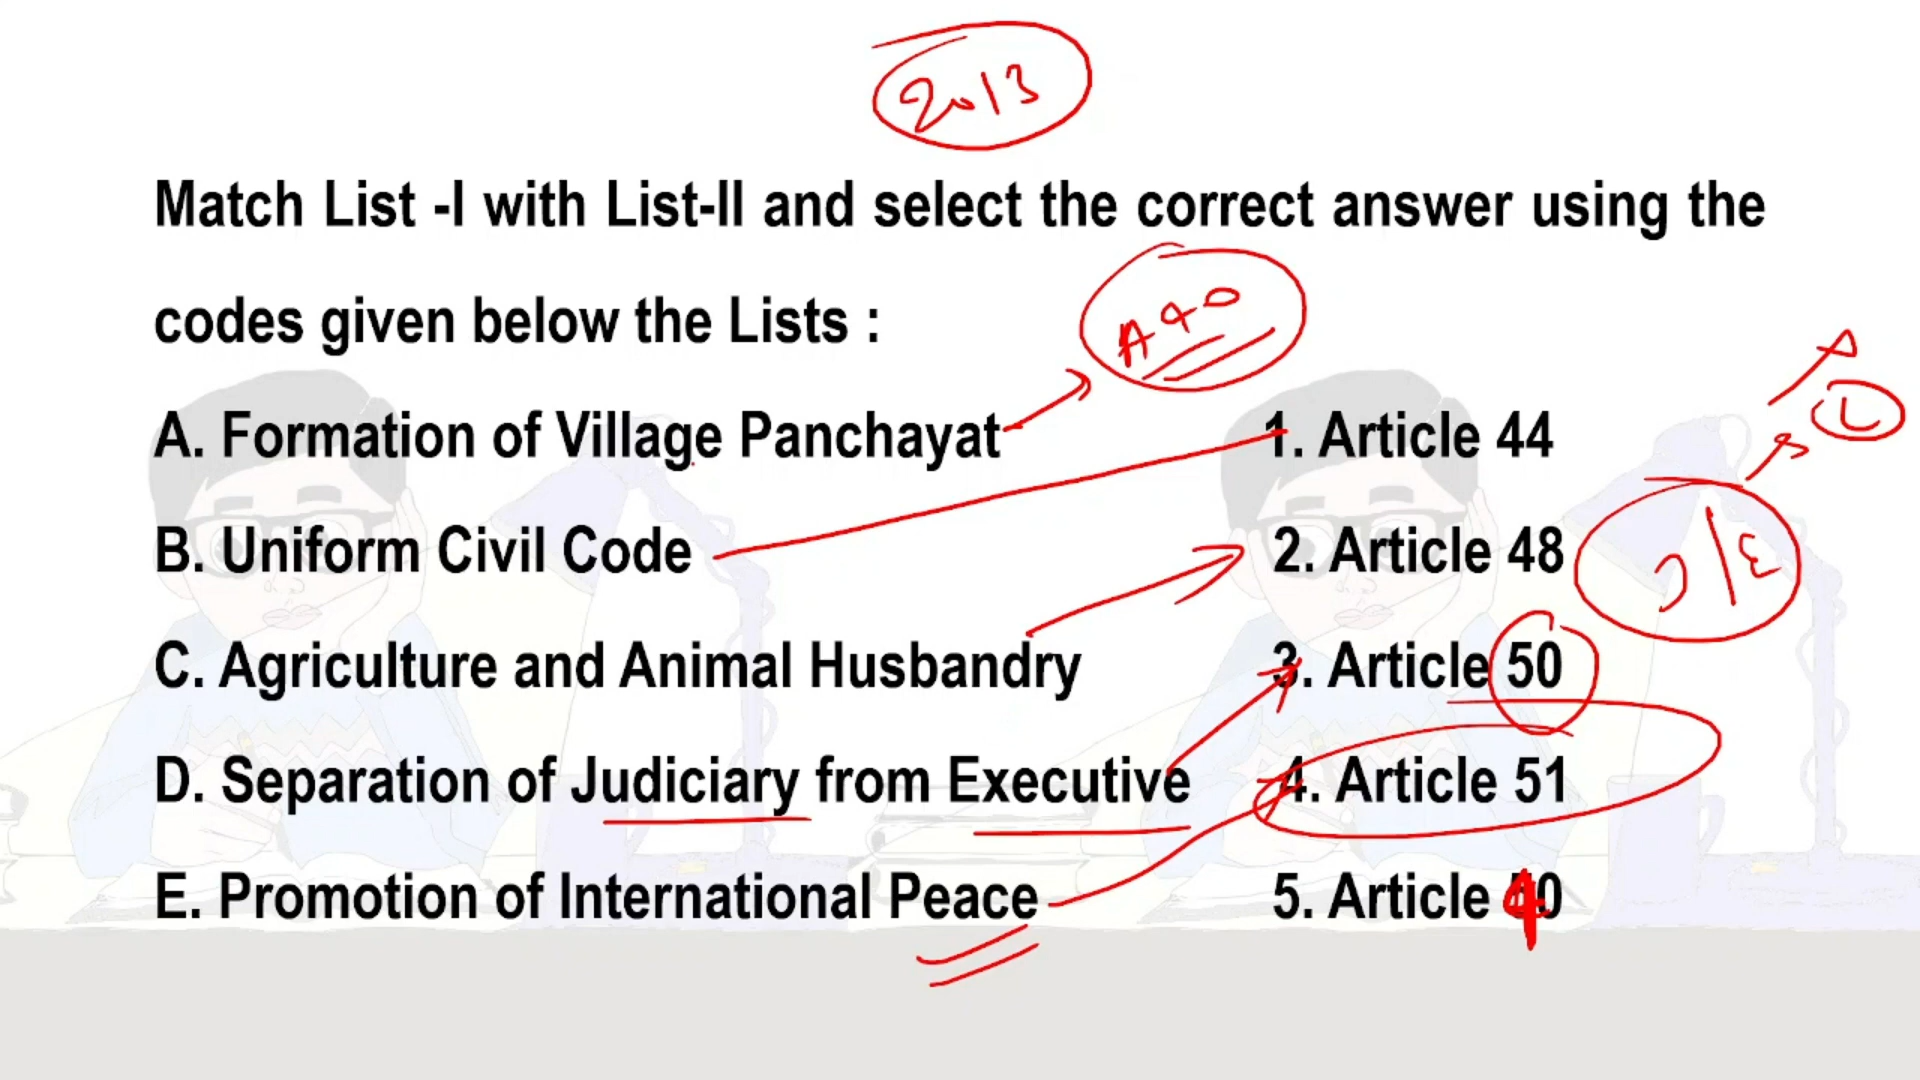 2013
Match List -I with List-II and select the correct answer using the
codes given below the Lists :
A40
A. Formation of Village Panchayat 1. Article 44
B. Uniform Civil Code 2. Article 48
C. Agriculture and Animal Husbandry 3. Article 50
D. Separation of Judiciary from Executive 4. Article 51
E. Promotion of International Peace 5. Article 40